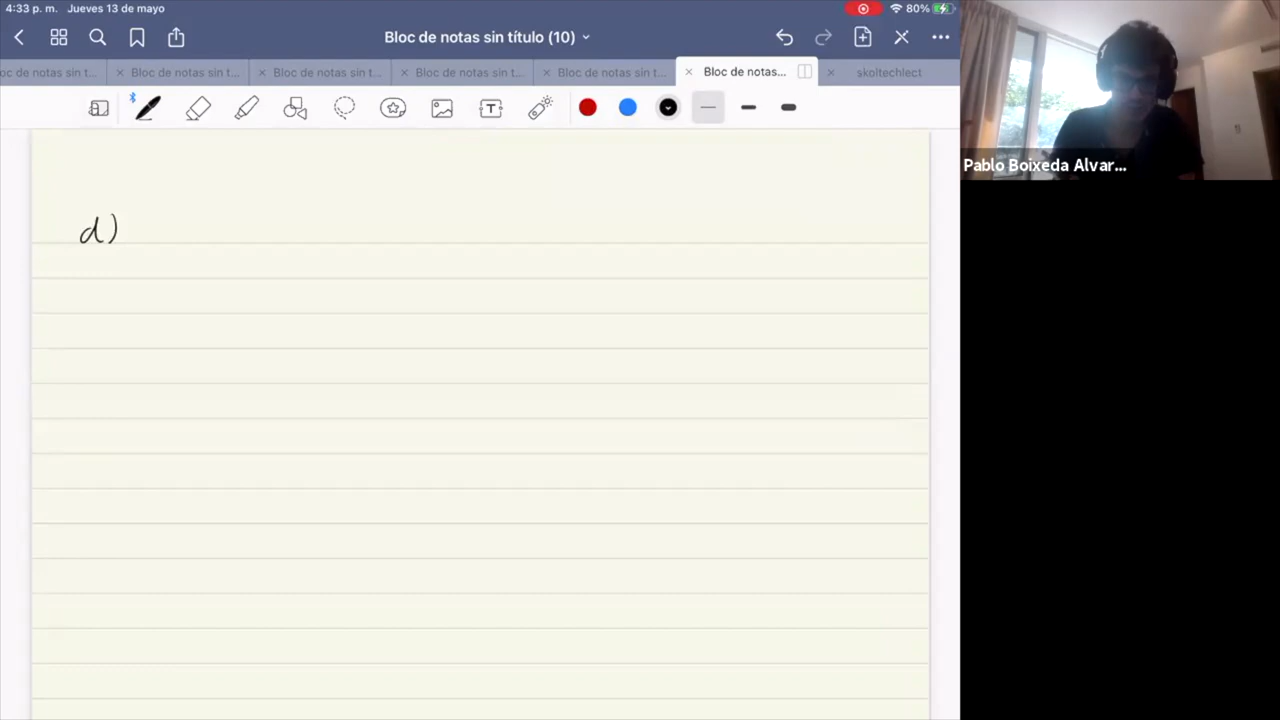 4:33 p. m. Jueves 13 de mayo
80%
Bloc de notas sin título (10)
oc de notas sin t...
Bloc de notas sin t...
Bloc de notas sin t...
Bloc de notas sin t...
Bloc de notas sin t...
Bloc de notas...
skoltechlect
T
Pablo Boixeda Alvar...
d)